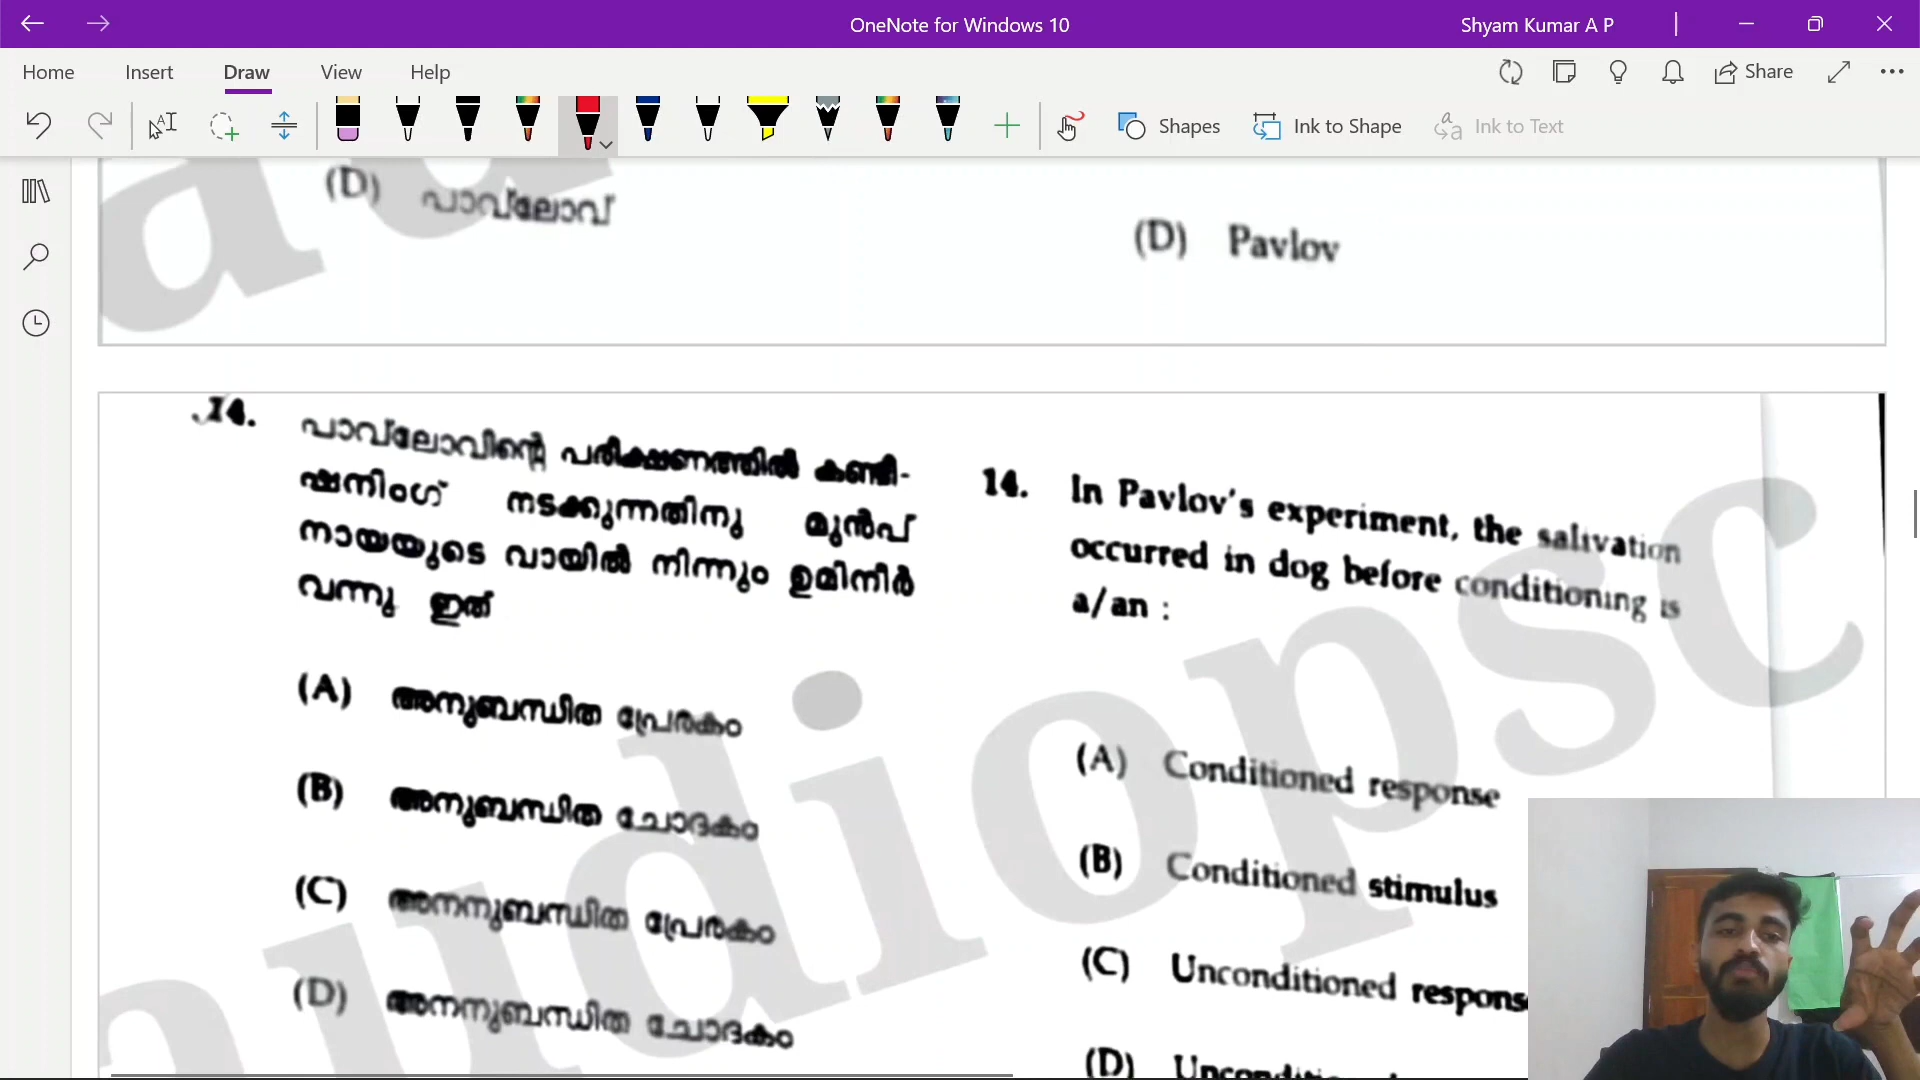 OneNote for Windows 10
Shyam Kumar A P
Home Insert Draw View Help
Share
Shapes Ink to Shape Ink to Text
(D) പാവ്‌ലോവ്
(D) Pavlov
14. പാവ്‌ലോവിന്റെ പരീക്ഷണത്തിൽ കണ്ടീ-
ഷനിംഗ് നടക്കുന്നതിനു മുൻപ്
നായയുടെ വായിൽ നിന്നും ഉമിനീർ
വന്നു ഇത്
(A) അനുബന്ധിത പ്രേരകം
(B) അനുബന്ധിത ചോദകം
(C) അനനുബന്ധിത പ്രേരകം
(D) അനനുബന്ധിത ചോദകം
14. In Pavlov's experiment, the salivation
occurred in dog before conditioning is
a/an :
(A) Conditioned response
(B) Conditioned stimulus
(C) Unconditioned respons
(D)
audiopsc